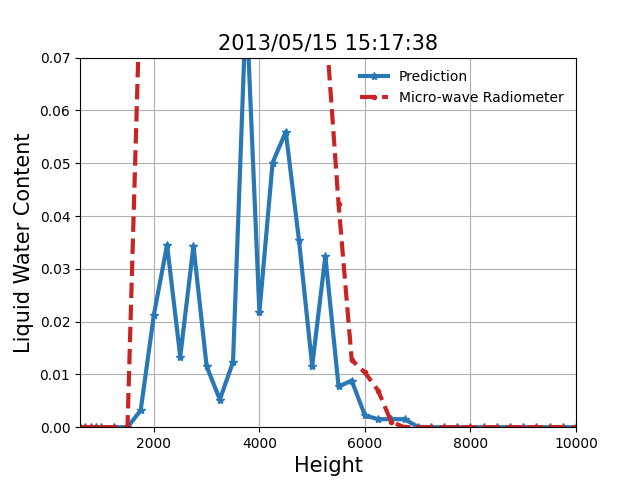 2013/05/15 15:17:38
Prediction
Micro-wave Radiometer
Liquid Water Content
0.07
0.06
0.05
0.04
0.03
0.02
0.01
0.00
2000 4000 6000 8000 10000
Height